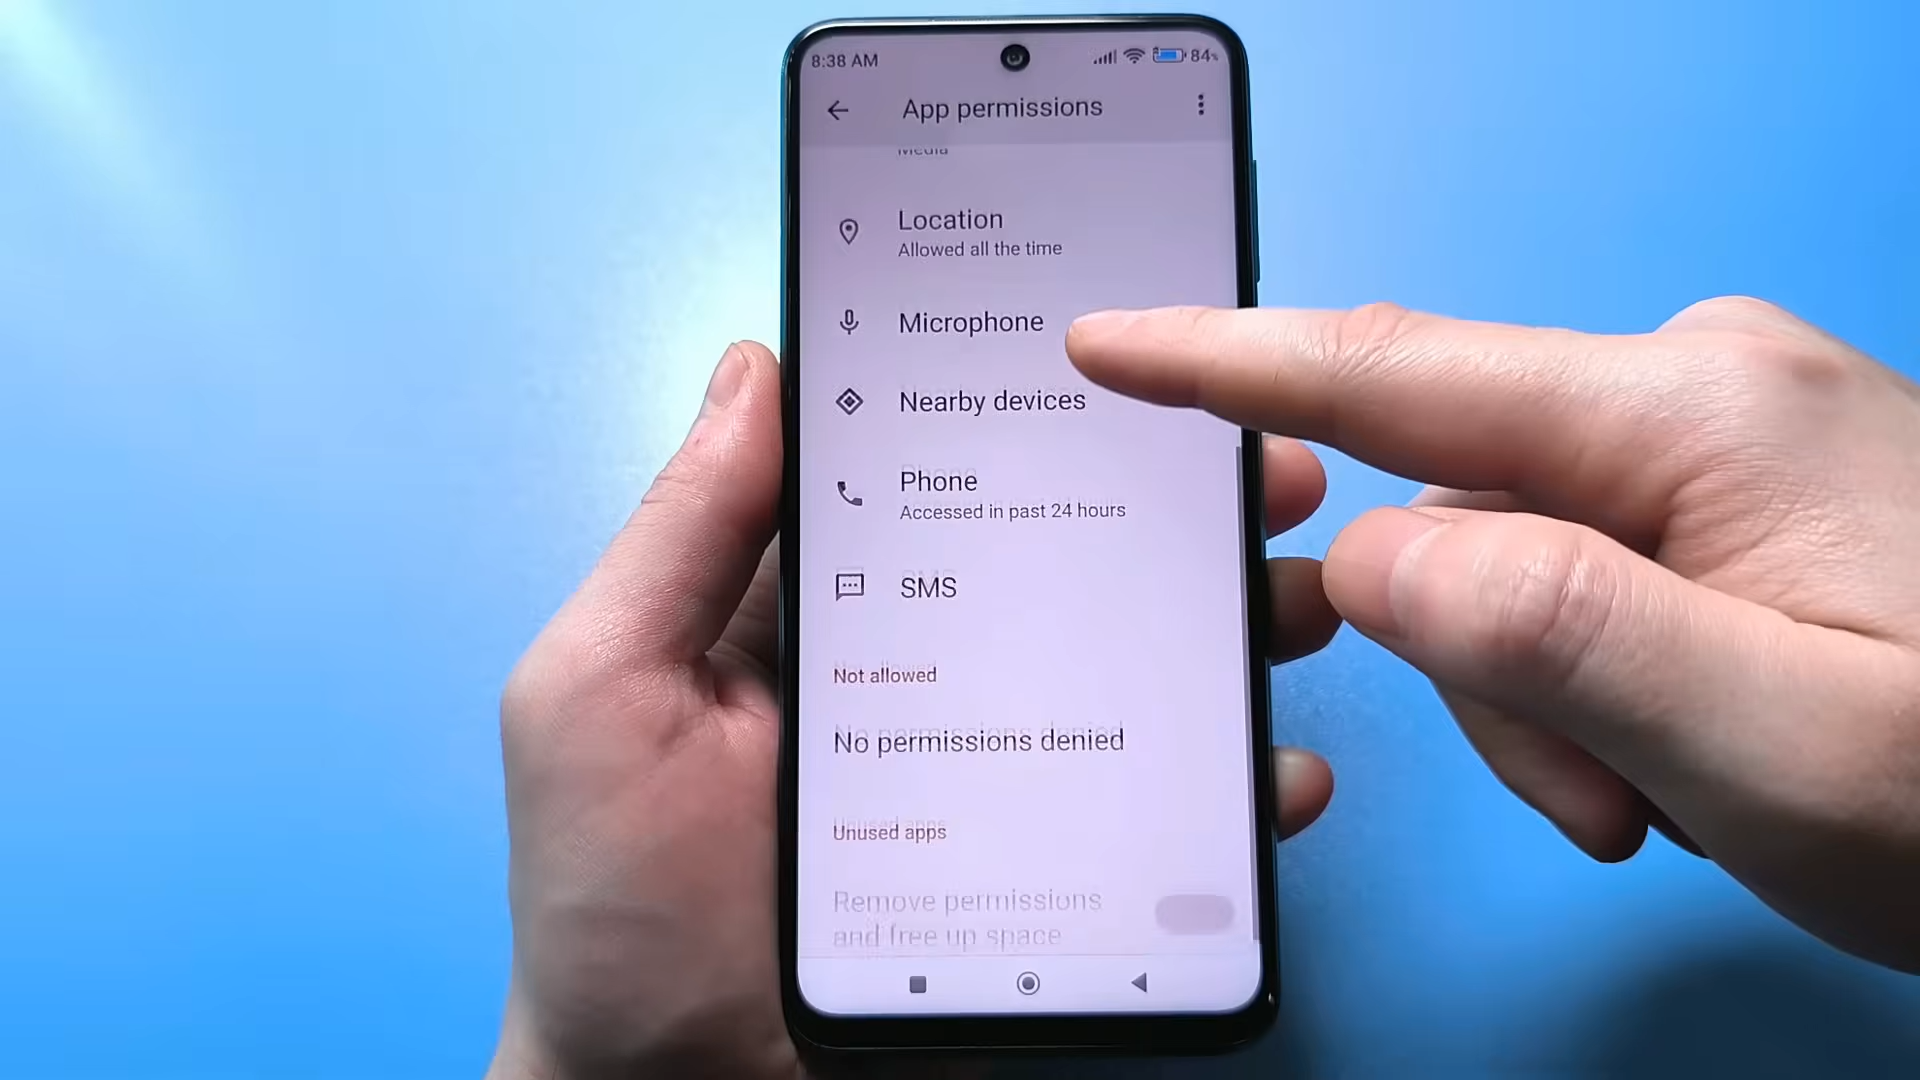 8:38 AM
84%
App permissions
Media
Location
Allowed all the time
Microphone
Nearby devices
Phone
Accessed in past 24 hours
SMS
Not allowed
No permissions denied
Unused apps
Remove permissions
and free up space